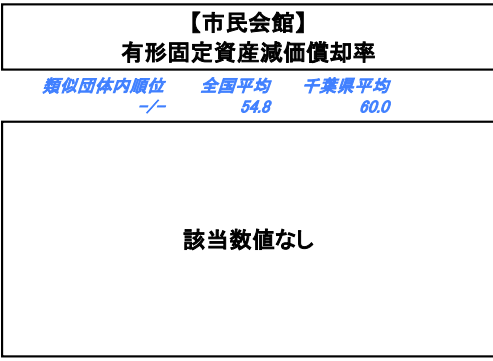 【市民会館】
有形固定資産減価償却率
類似団体内順位 全国平均 千葉県平均
-/- 54.8 60.0
該当数値なし